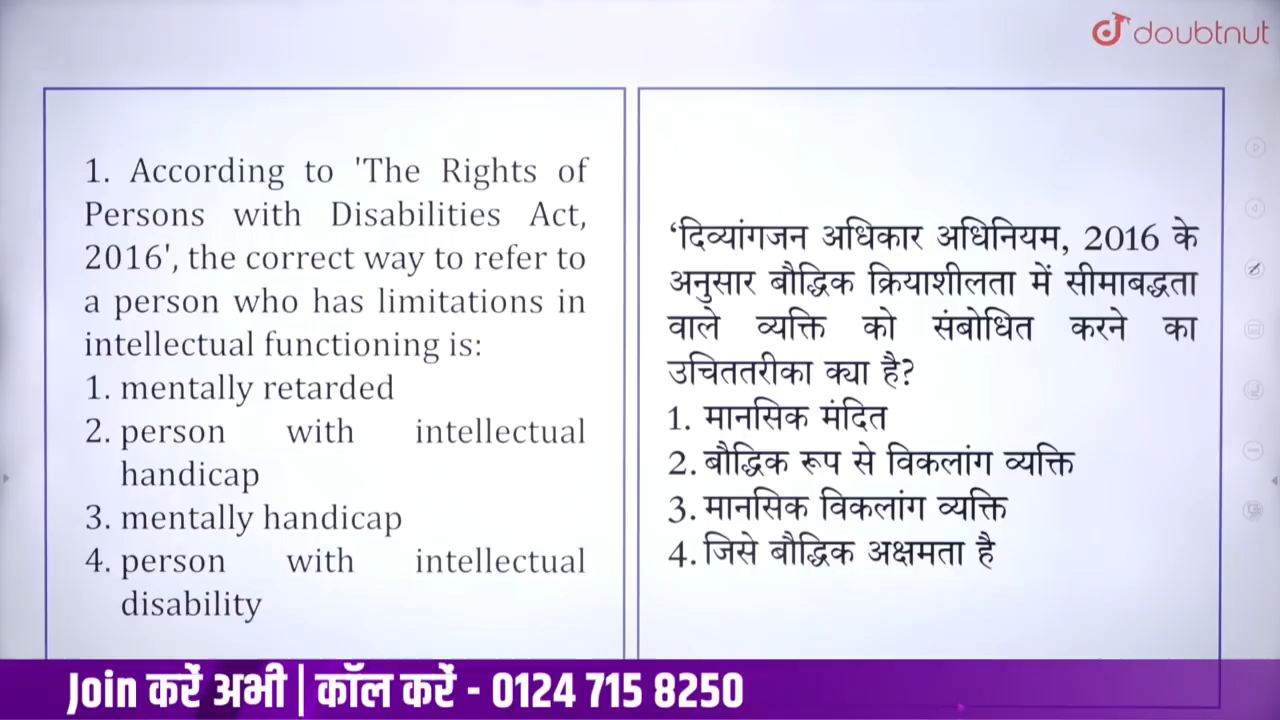 doubtnut
1. According to 'The Rights of
Persons with Disabilities Act,
2016', the correct way to refer to
a person who has limitations in
intellectual functioning is:
1. mentally retarded
2. person with intellectual
handicap
3. mentally handicap
4. person with intellectual
disability
‘दिव्यांगजन अधिकार अधिनियम, 2016 के
अनुसार बौद्धिक क्रियाशीलता में सीमाबद्धता
वाले व्यक्ति को संबोधित करने का
उचिततरीका क्या है?
1. मानसिक मंदित
2. बौद्धिक रूप से विकलांग व्यक्ति
3. मानसिक विकलांग व्यक्ति
4. जिसे बौद्धिक अक्षमता है
Join करें अभी | कॉल करें - 0124 715 8250